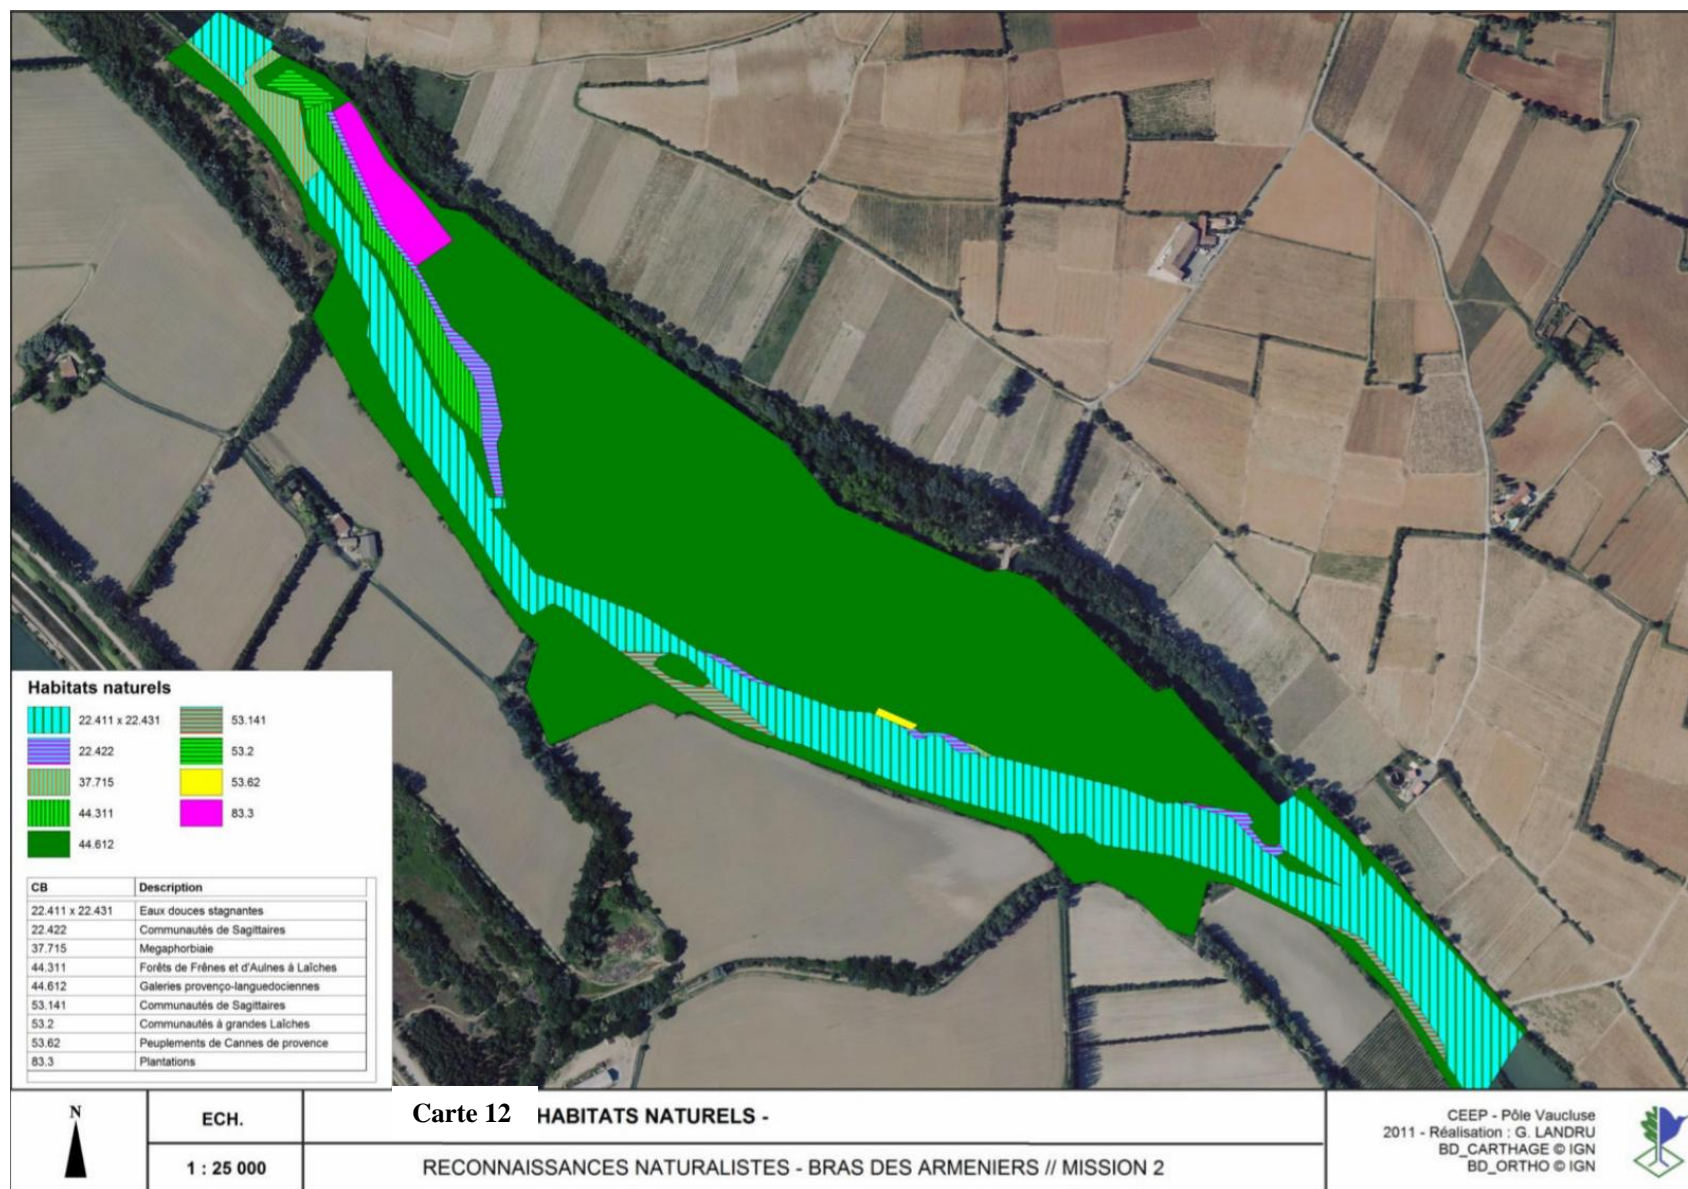 Habitats naturels
22.411 x 22.431
53.141
22.422
53.2
37.715
53.62
44.311
83.3
44.612
CB Description
22.411 x 22.431 Eaux douces stagnantes
22.422 Communautés de Sagittaires
37.715 Megaphorbiaie
44.311 Forêts de Frênes et d'Aulnes à Laîches
44.612 Galeries provenço-languedociennes
53.141 Communautés de Sagittaires
53.2 Communautés à grandes Laîches
53.62 Peuplements de Cannes de provence
83.3 Plantations
N
ECH.
1 : 25 000
Carte 12 HABITATS NATURELS -
RECONNAISSANCES NATURALISTES - BRAS DES ARMENIERS // MISSION 2
CEEP - Pôle Vaucluse
2011 - Réalisation : G. LANDRU
BD_CARTHAGE © IGN
BD_ORTHO © IGN